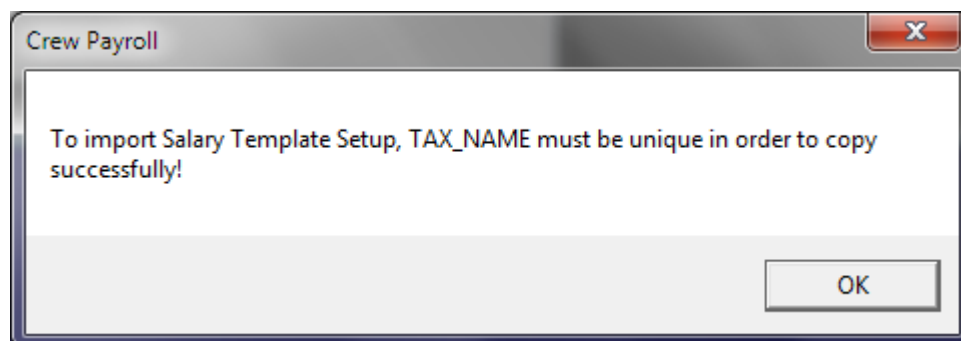 Crew Payroll
To import Salary Template Setup, TAX_NAME must be unique in order to copy
successfully!
OK